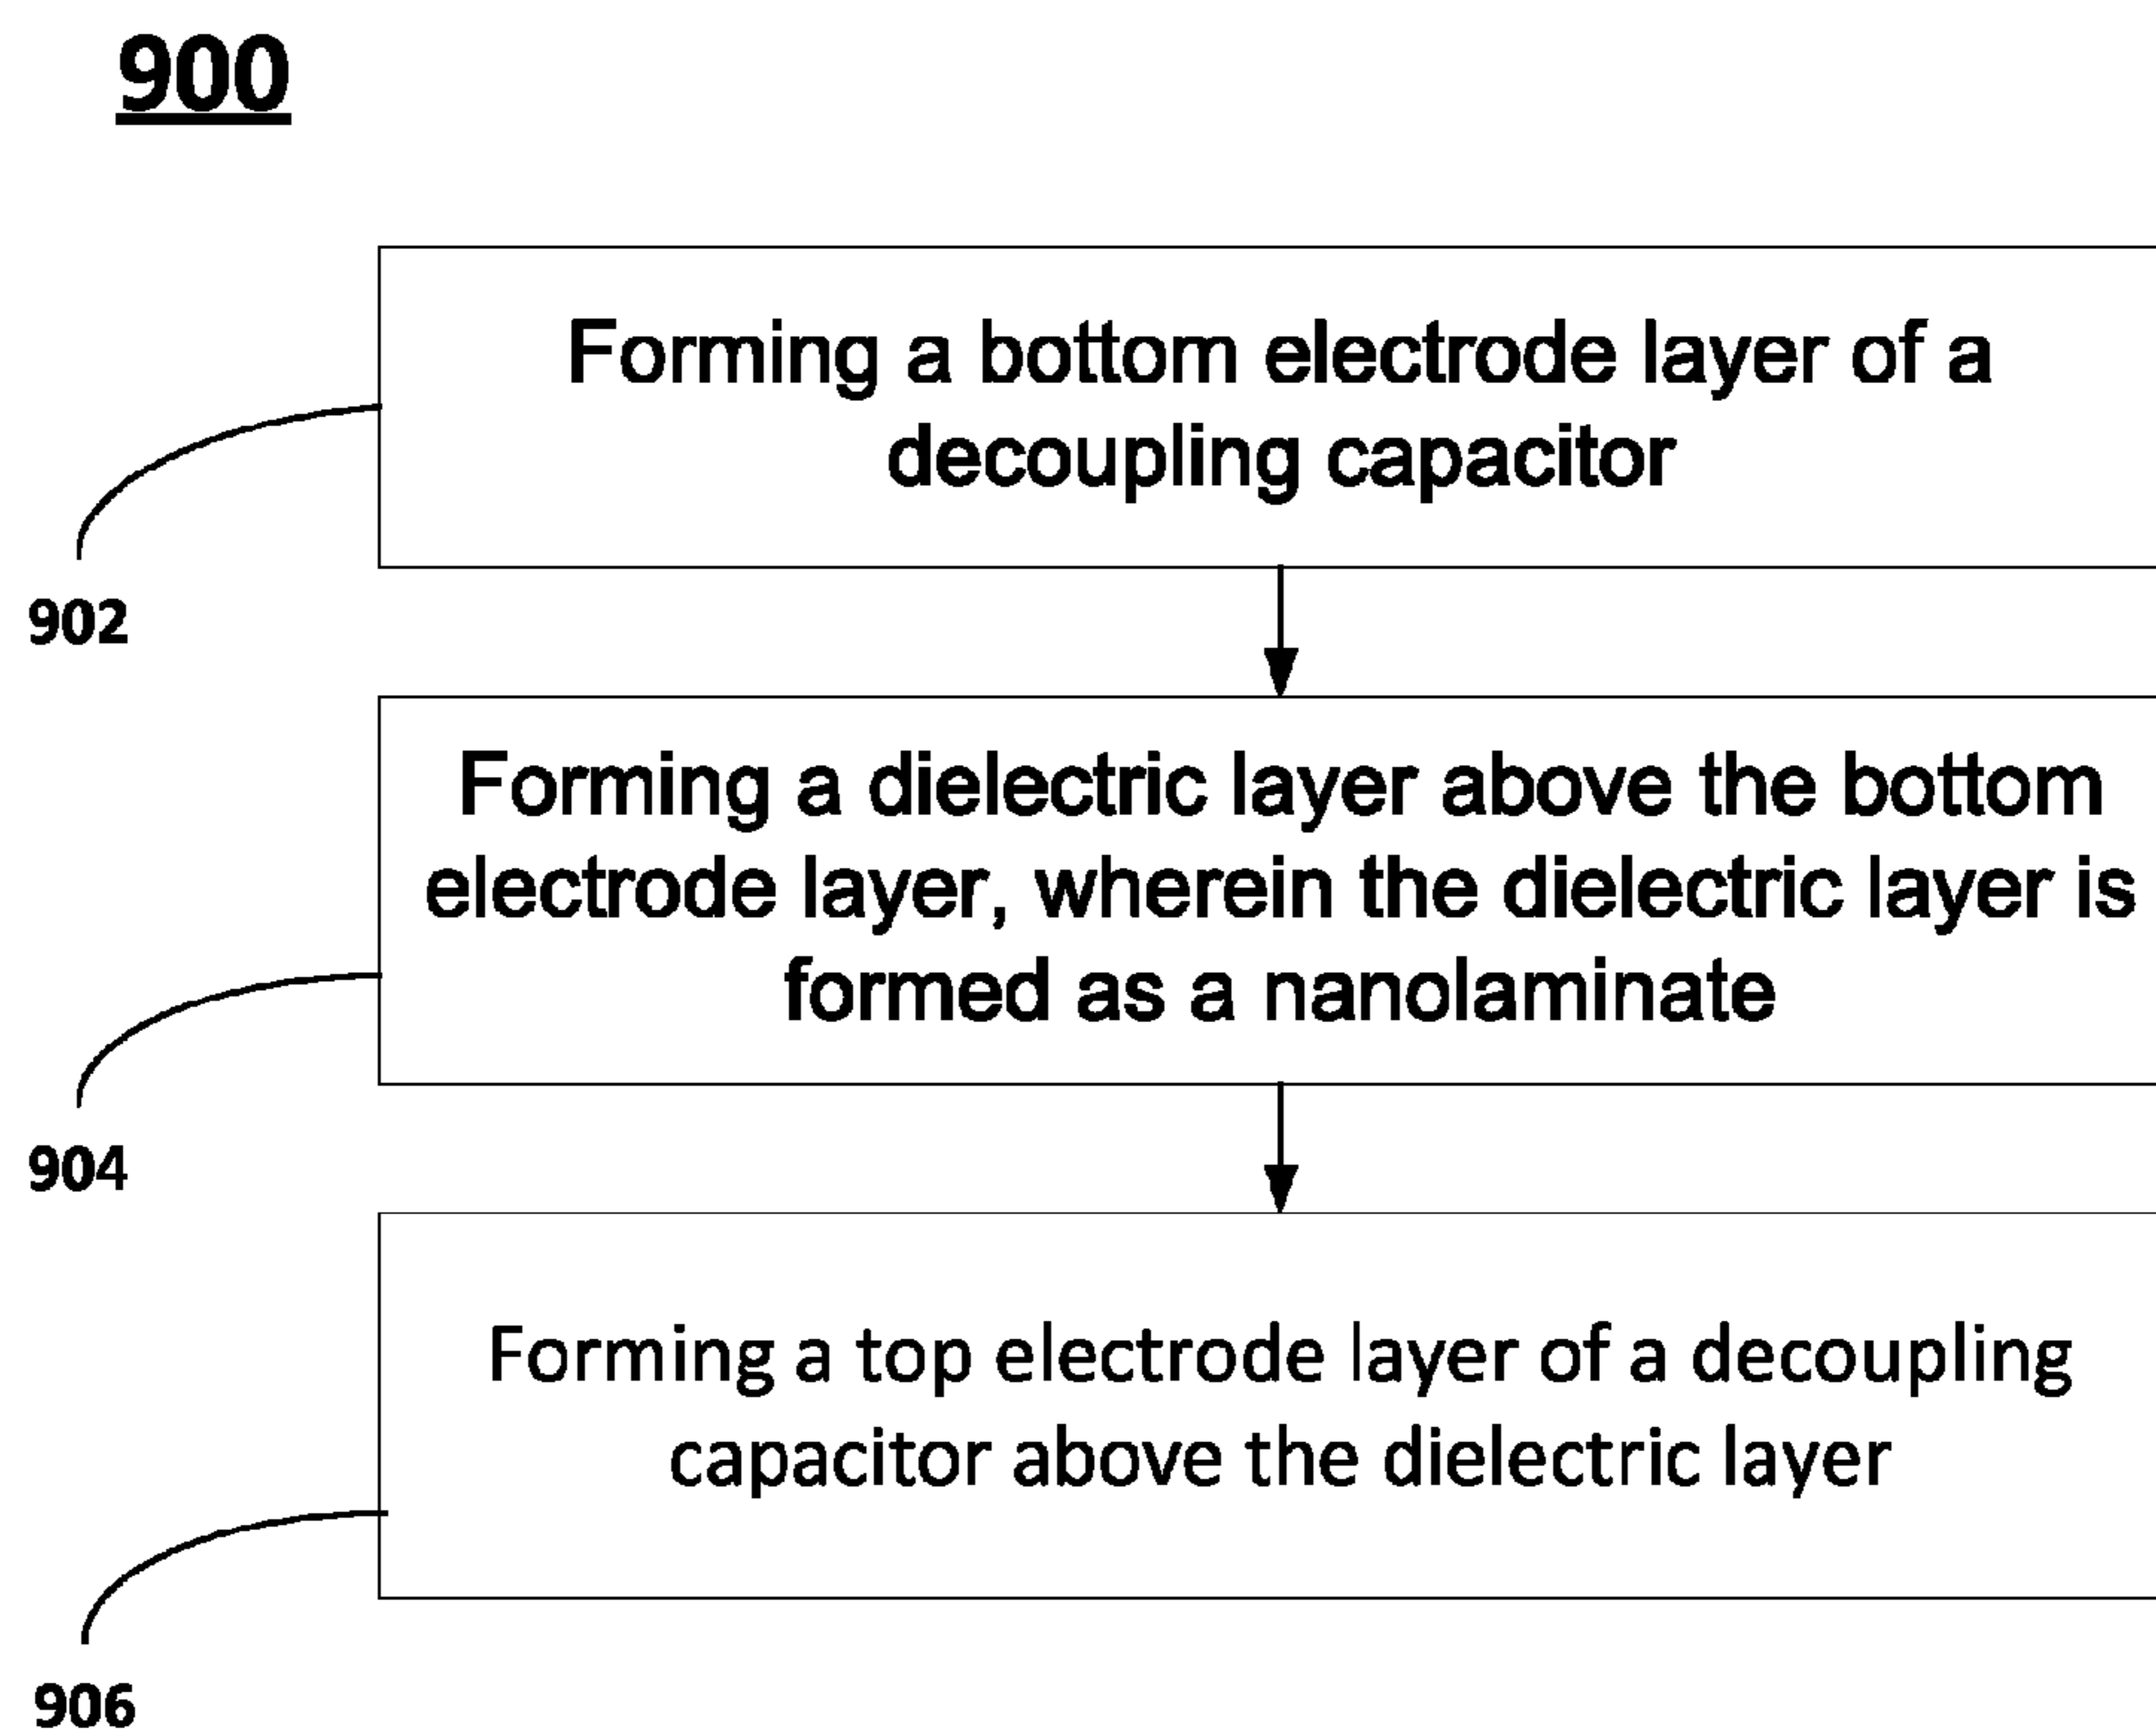 900
Forming a bottom electrode layer of a
decoupling capacitor
902
Forming a dielectric layer above the bottom
electrode layer, wherein the dielectric layer is
formed as a nanolaminate
904
Forming a top electrode layer of a decoupling
capacitor above the dielectric layer
906